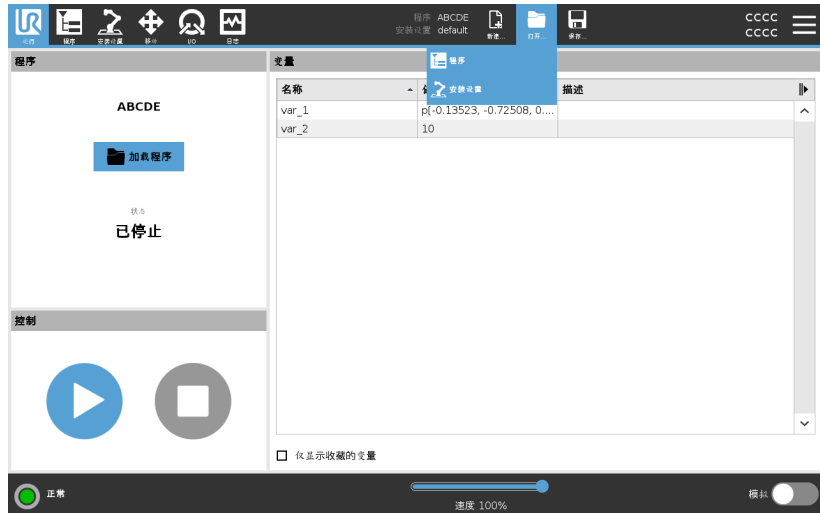 程序 ABCDE
安装设置 default
运行 程序 安装设置 移动 I/O 日志 新建... 打开... 保存...
cccc
cccc
程序
变量
程序
安装设置
名称 描述
var_1 p[-0.13523, -0.72508, 0....
var_2 10
ABCDE
加载程序
状态
已停止
控制
仅显示收藏的变量
正常
速度 100%
模拟